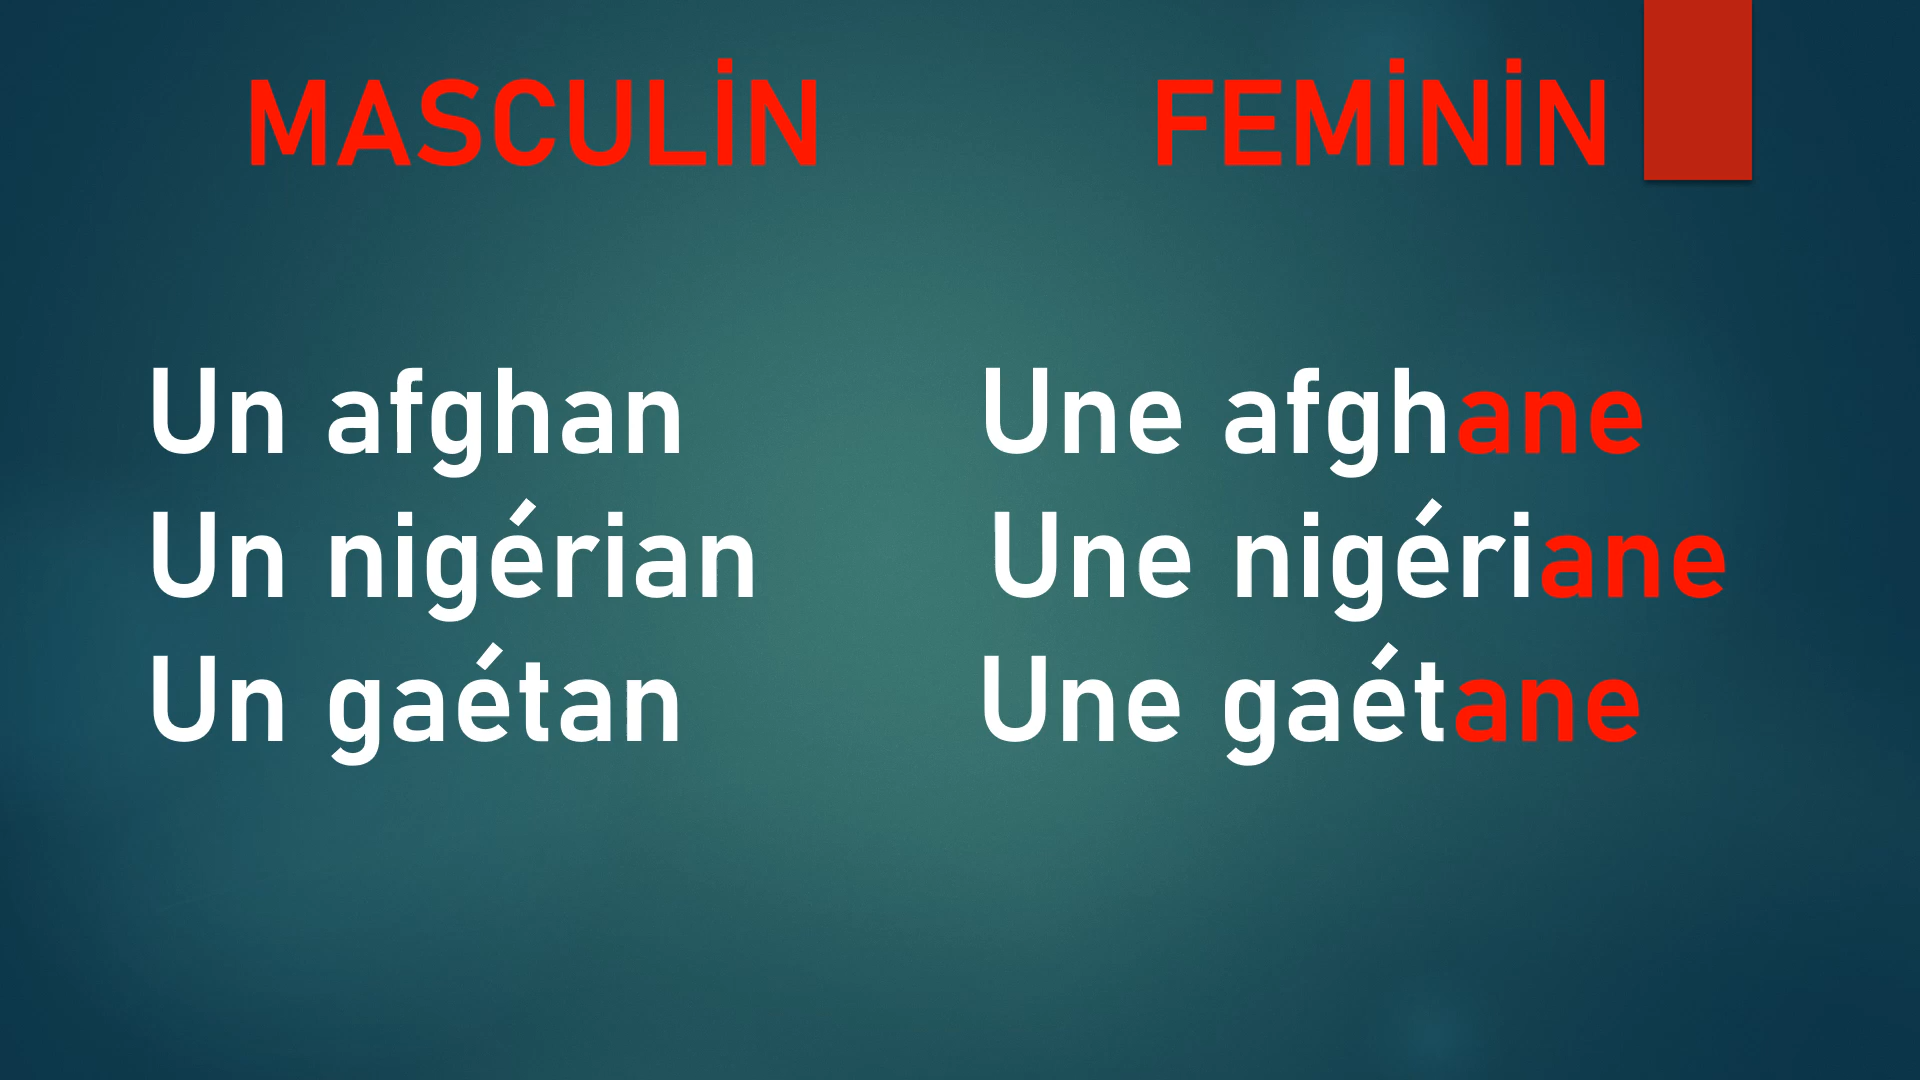 MASCULİN FEMİNİN
Un afghan Une afghane
Un nigérian Une nigériane
Un gaétan Une gaétane